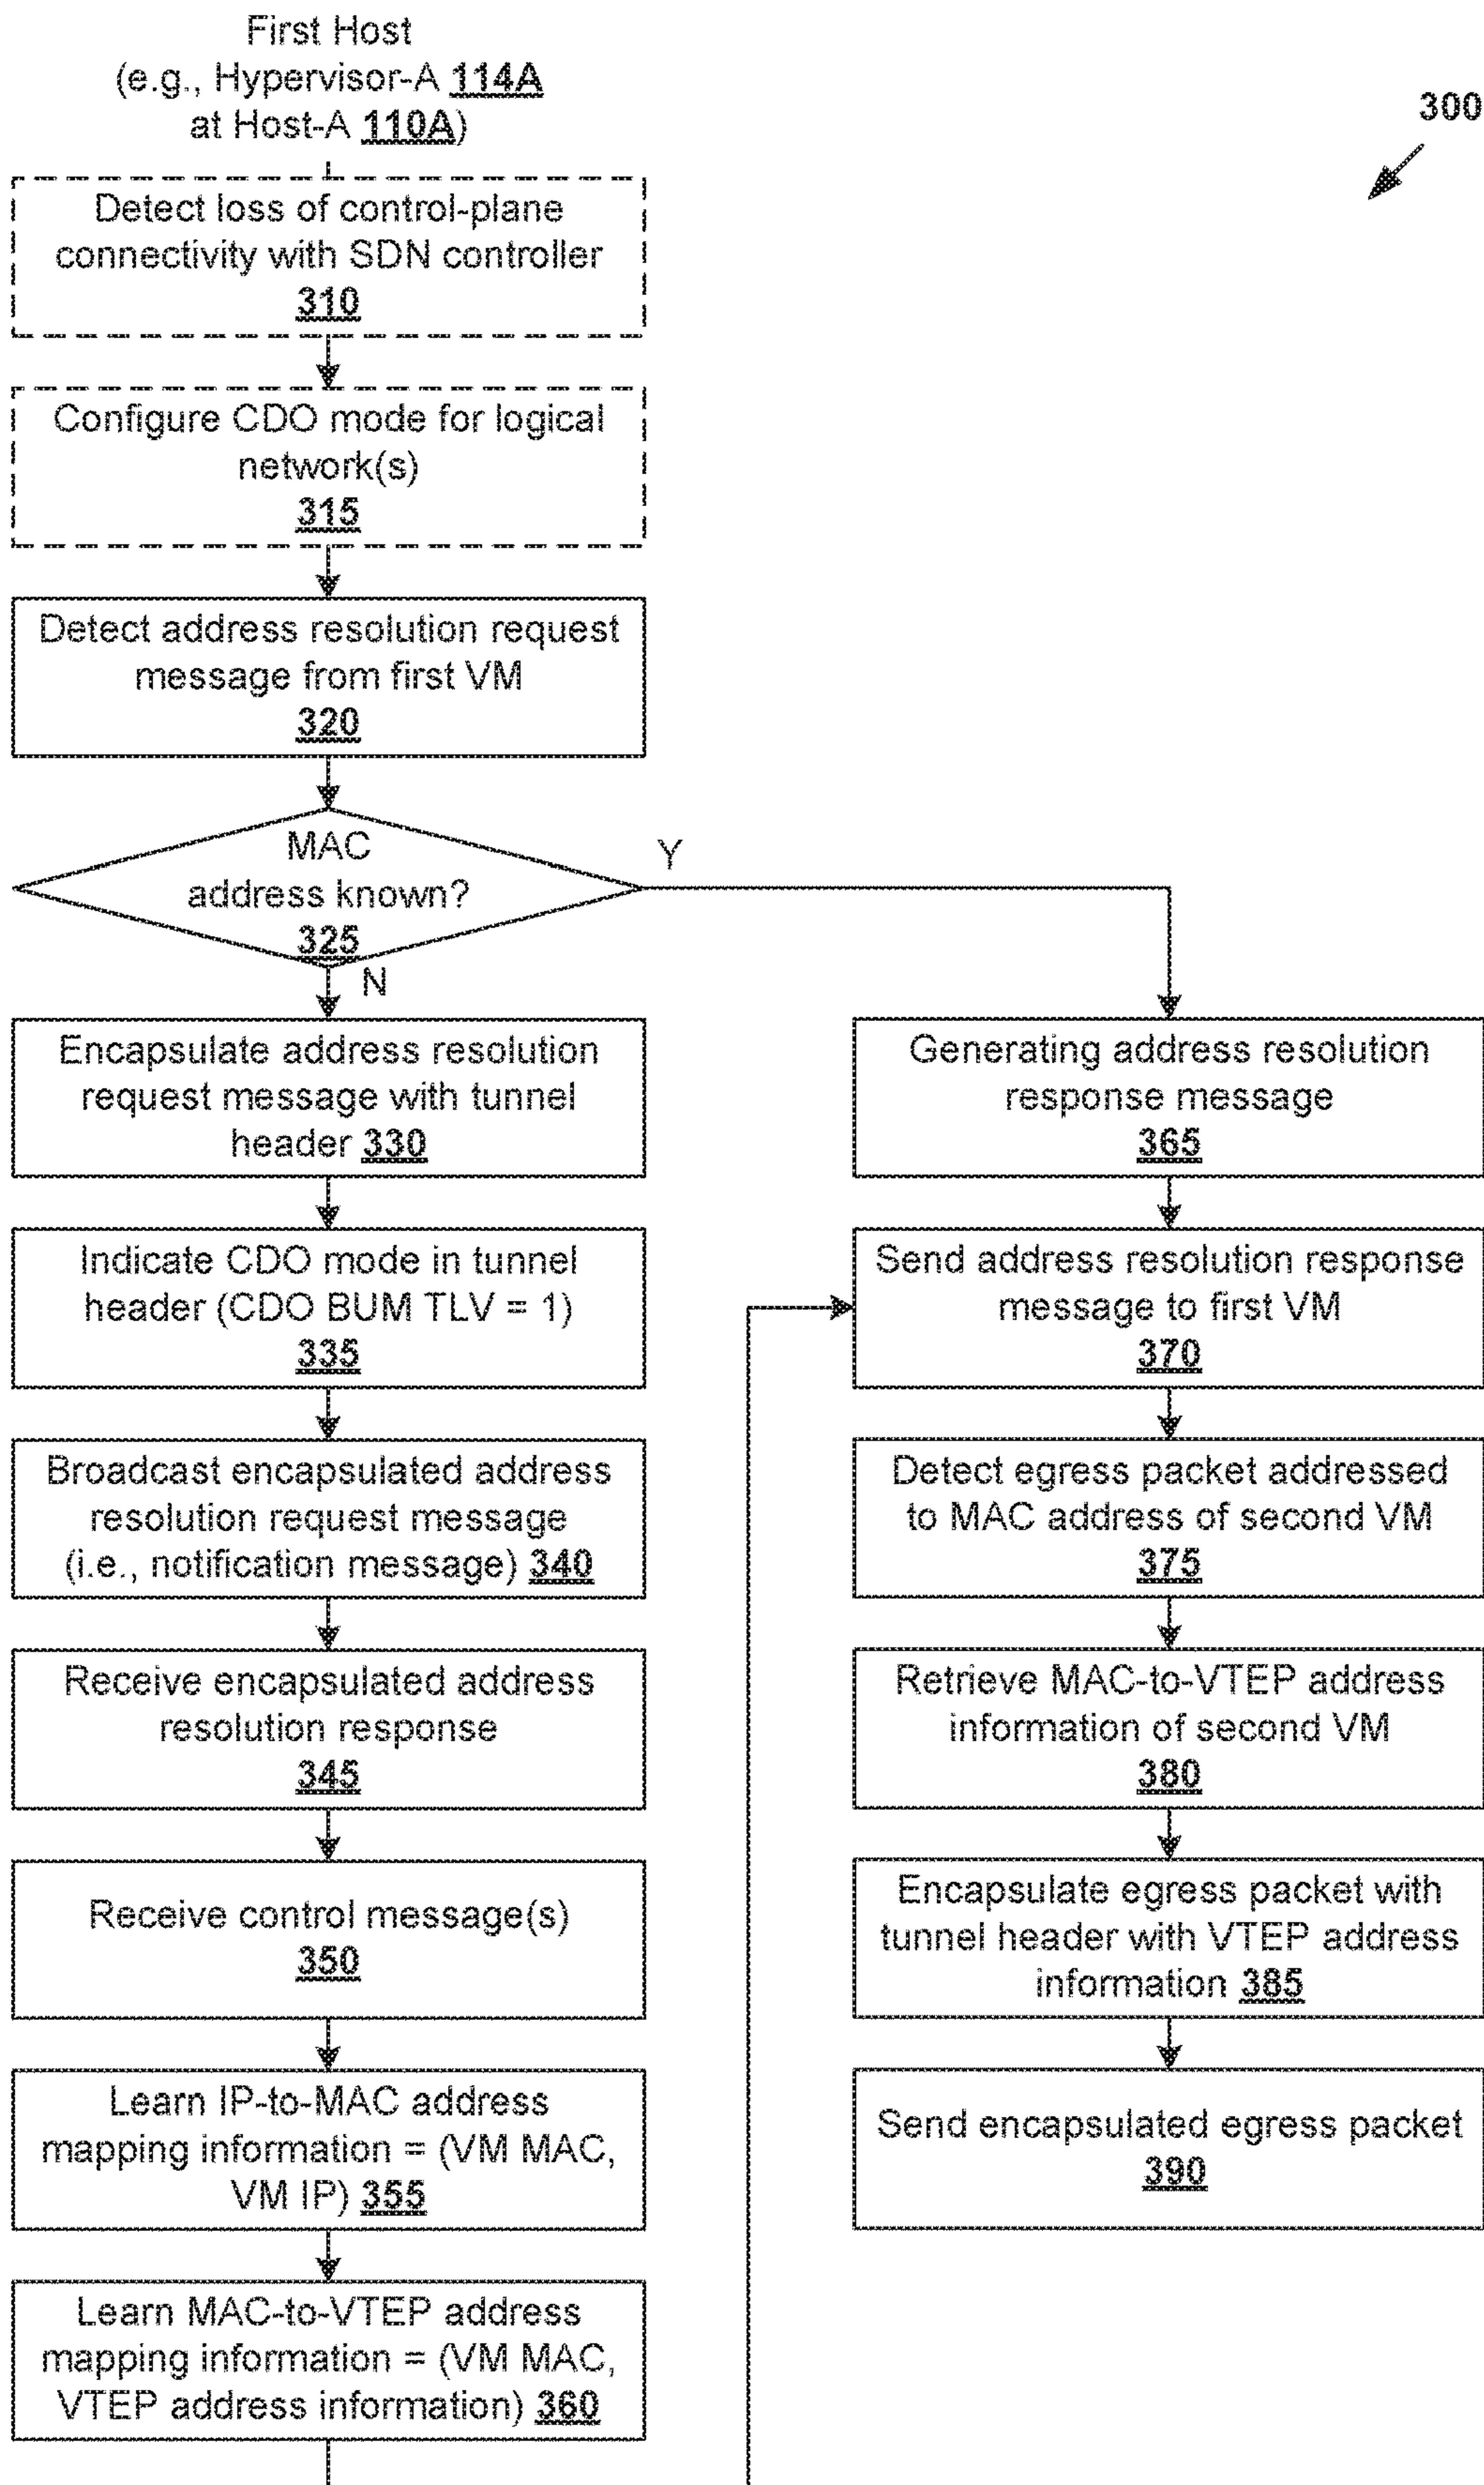 First Host
(e.g., Hypervisor-A 114A
at Host-A 110A)
300
Detect loss of control-plane
connectivity with SDN controller
310
Configure CDO mode for logical
network(s)
315
Detect address resolution request
message from first VM
320
MAC
address known?
325
Y
N
Encapsulate address resolution
request message with tunnel
header 330
Indicate CDO mode in tunnel
header (CDO BUM TLV = 1)
335
Broadcast encapsulated address
resolution request message
(i.e., notification message) 340
Receive encapsulated address
resolution response
345
Receive control message(s)
350
Learn IP-to-MAC address
mapping information = (VM MAC,
VM IP) 355
Learn MAC-to-VTEP address
mapping information = (VM MAC,
VTEP address information) 360
Generating address resolution
response message
365
Send address resolution response
message to first VM
370
Detect egress packet addressed
to MAC address of second VM
375
Retrieve MAC-to-VTEP address
information of second VM
380
Encapsulate egress packet with
tunnel header with VTEP address
information 385
Send encapsulated egress packet
390